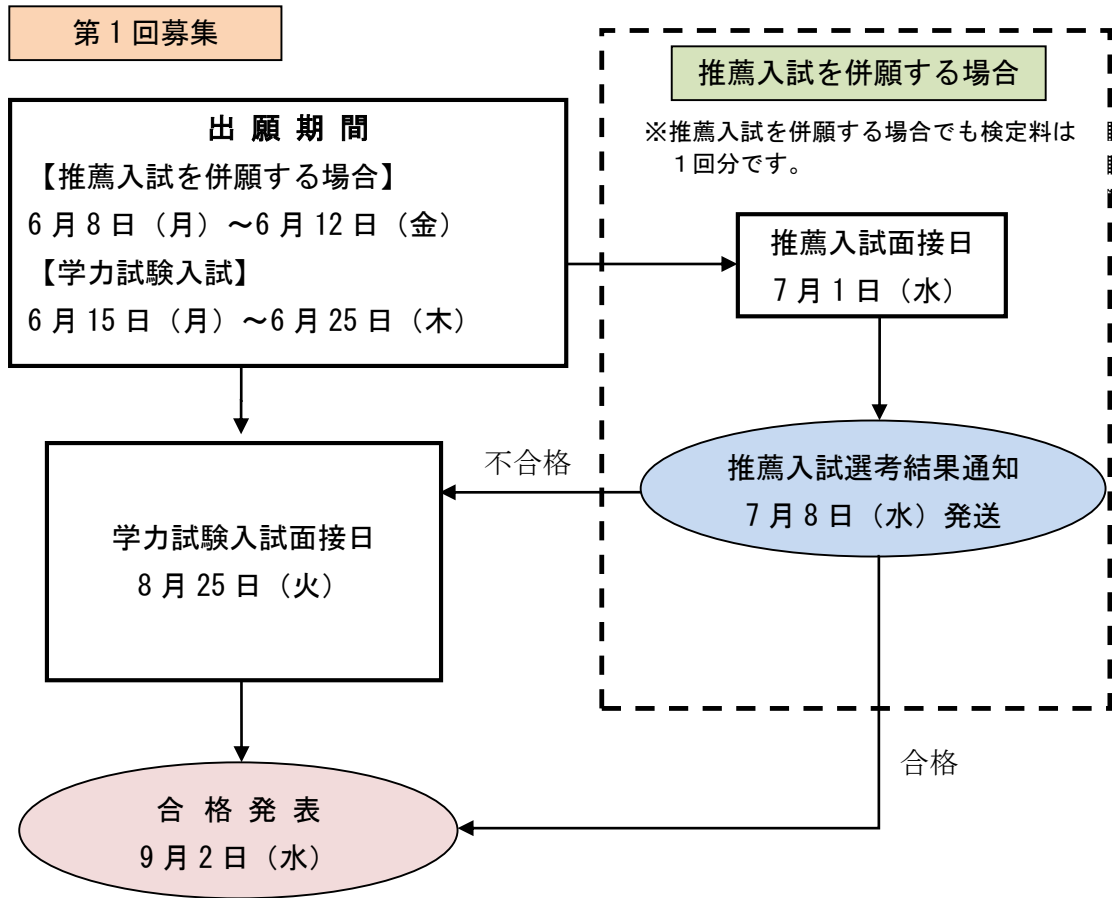 第1回募集
出願期間
【推薦入試を併願する場合】
6月8日（月）～6月12日（金）
【学力試験入試】
6月15日（月）～6月25日（木）
推薦入試を併願する場合
※推薦入試を併願する場合でも検定料は
1回分です。
推薦入試面接日
7月1日（水）
推薦入試選考結果通知
7月8日（水）発送
不合格
学力試験入試面接日
8月25日（火）
合格
合格発表
9月2日（水）